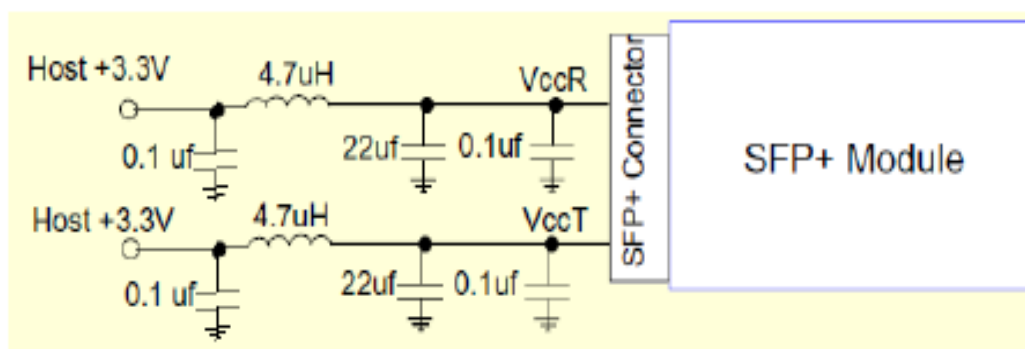 Host +3.3V
4.7uH
VccR
0.1 uf
22uf
0.1uf
Host +3.3V
4.7uH
VccT
0.1 uf
22uf
0.1uf
SFP+ Connector
SFP+ Module